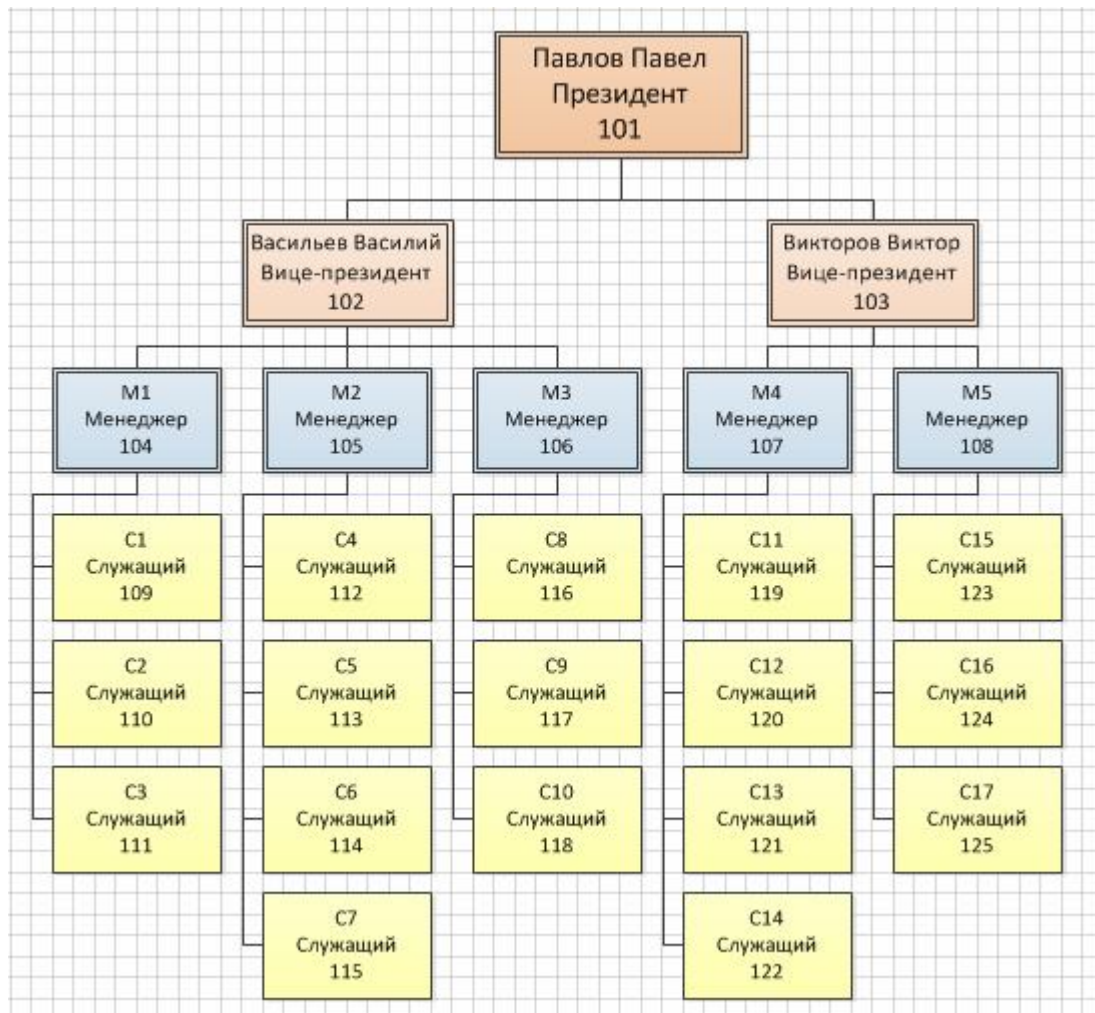 Павлов Павел
Президент
101
Васильев Василий
Вице-президент
102
Викторов Виктор
Вице-президент
103
М1
Менеджер
104
М2
Менеджер
105
М3
Менеджер
106
М4
Менеджер
107
М5
Менеджер
108
С1
Служащий
109
С2
Служащий
110
С3
Служащий
111
С4
Служащий
112
С5
Служащий
113
С6
Служащий
114
С7
Служащий
115
С8
Служащий
116
С9
Служащий
117
С10
Служащий
118
С11
Служащий
119
С12
Служащий
120
С13
Служащий
121
С14
Служащий
122
С15
Служащий
123
С16
Служащий
124
С17
Служащий
125